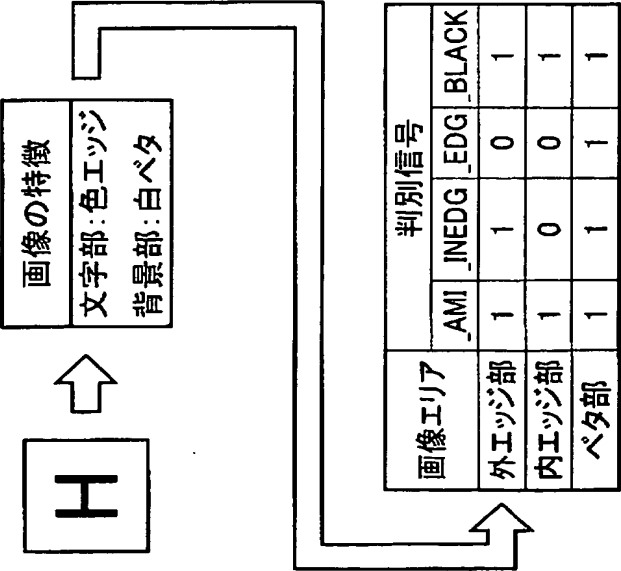 I
画像の特徴
文字部:色エッジ
背景部:白ベタ
画像エリア 判別信号
_AMI _INEDG _EDG _BLACK
外エッジ部 1 1 0 1
内エッジ部 1 0 0 1
ベタ部 1 1 1 1